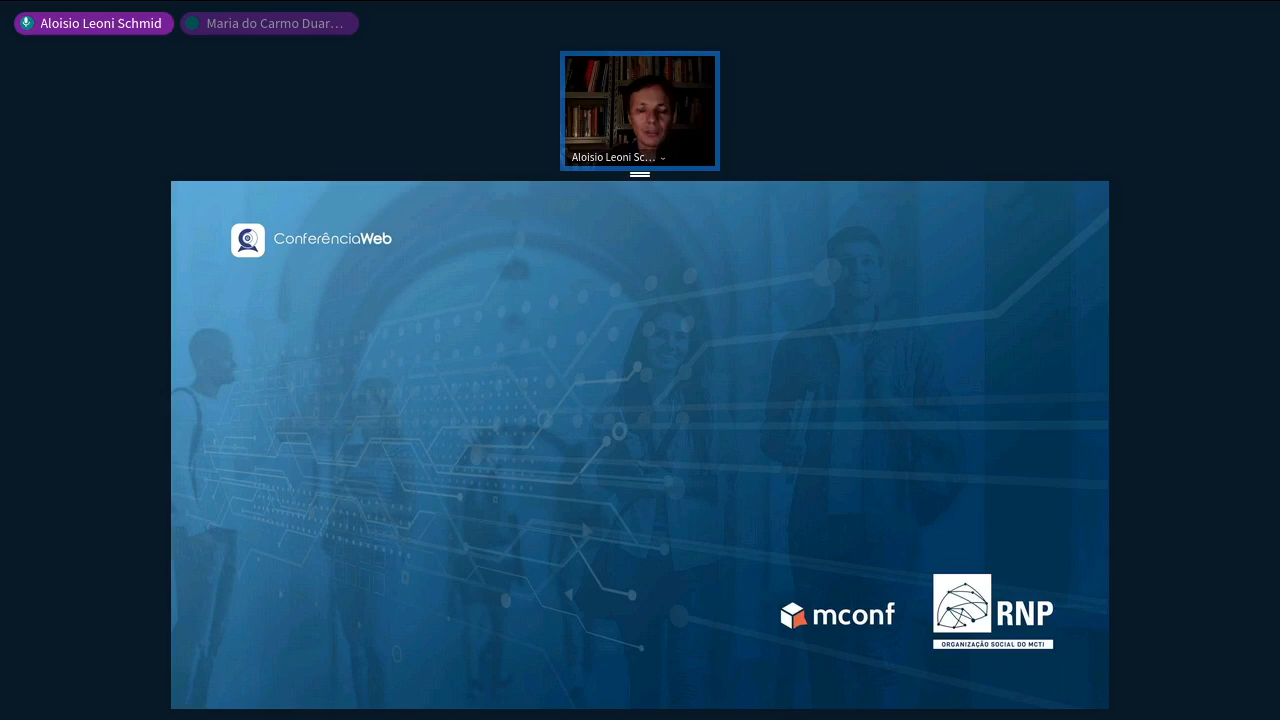 Aloisio Leoni Schmid
Maria do Carmo Duar…
Aloisio Leoni Sc…
ConferênciaWeb
mconf
RNP
ORGANIZAÇÃO SOCIAL DO MCTI